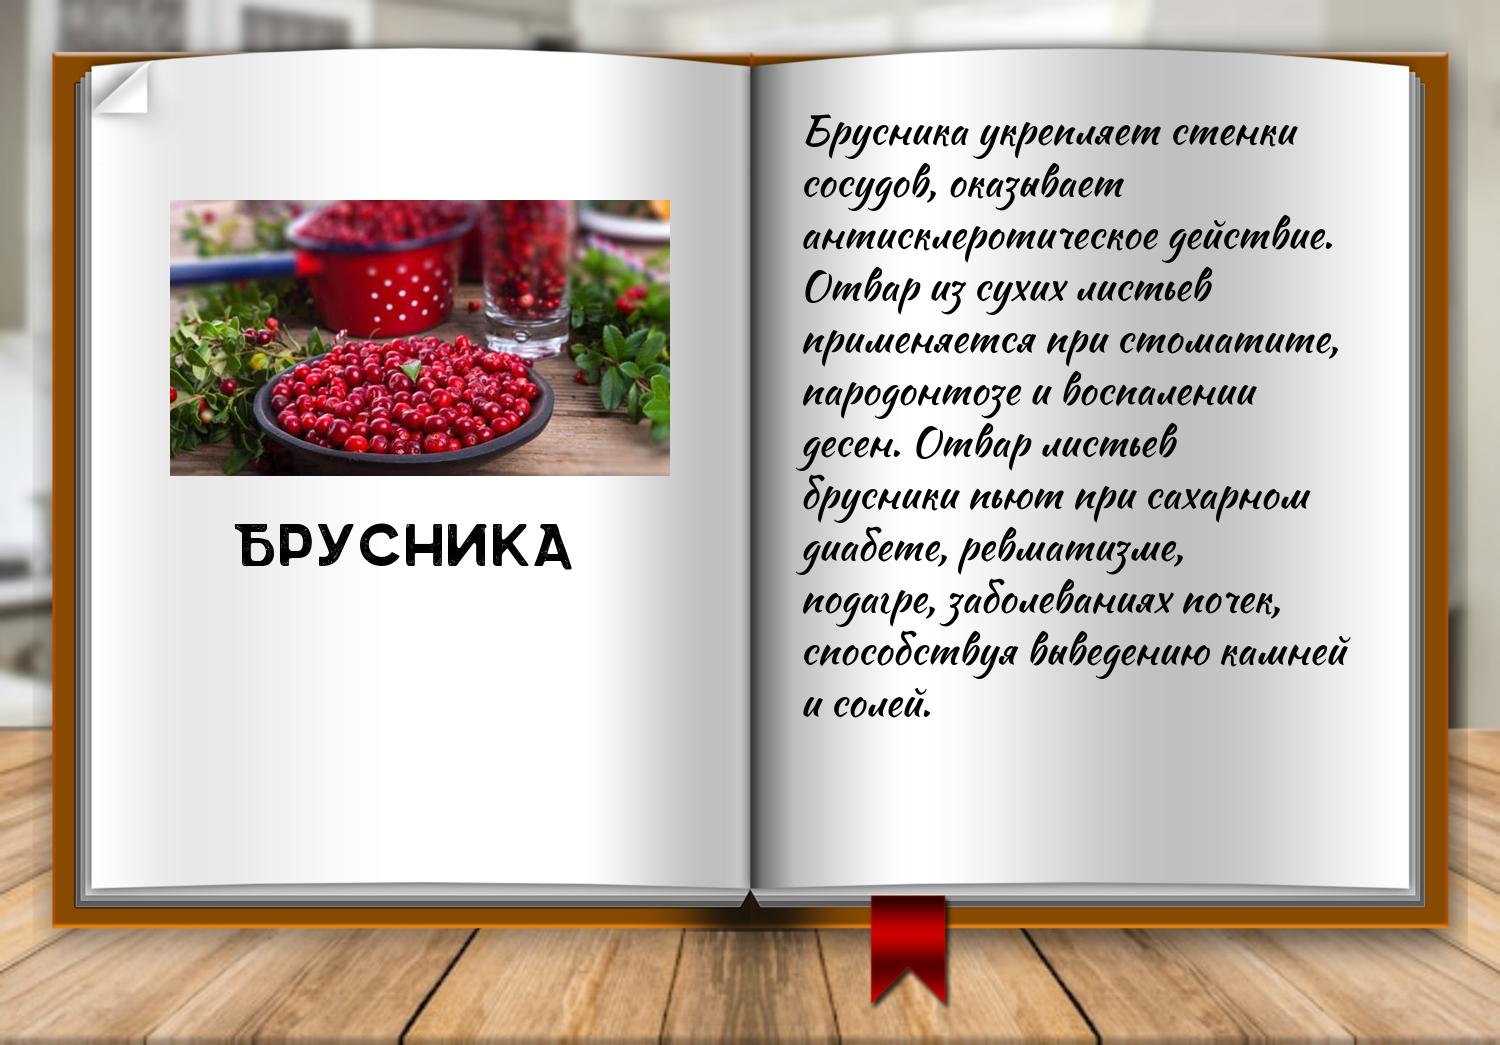 БРУСНИКА
Брусника укрепляет стенки
сосудов, оказывает
антисклеротическое действие.
Отвар из сухих листьев
применяется при стоматите,
пародонтозе и воспалении
десен. Отвар листьев
брусники пьют при сахарном
диабете, ревматизме,
подагре, заболеваниях почек,
способствуя выведению камней
и солей.